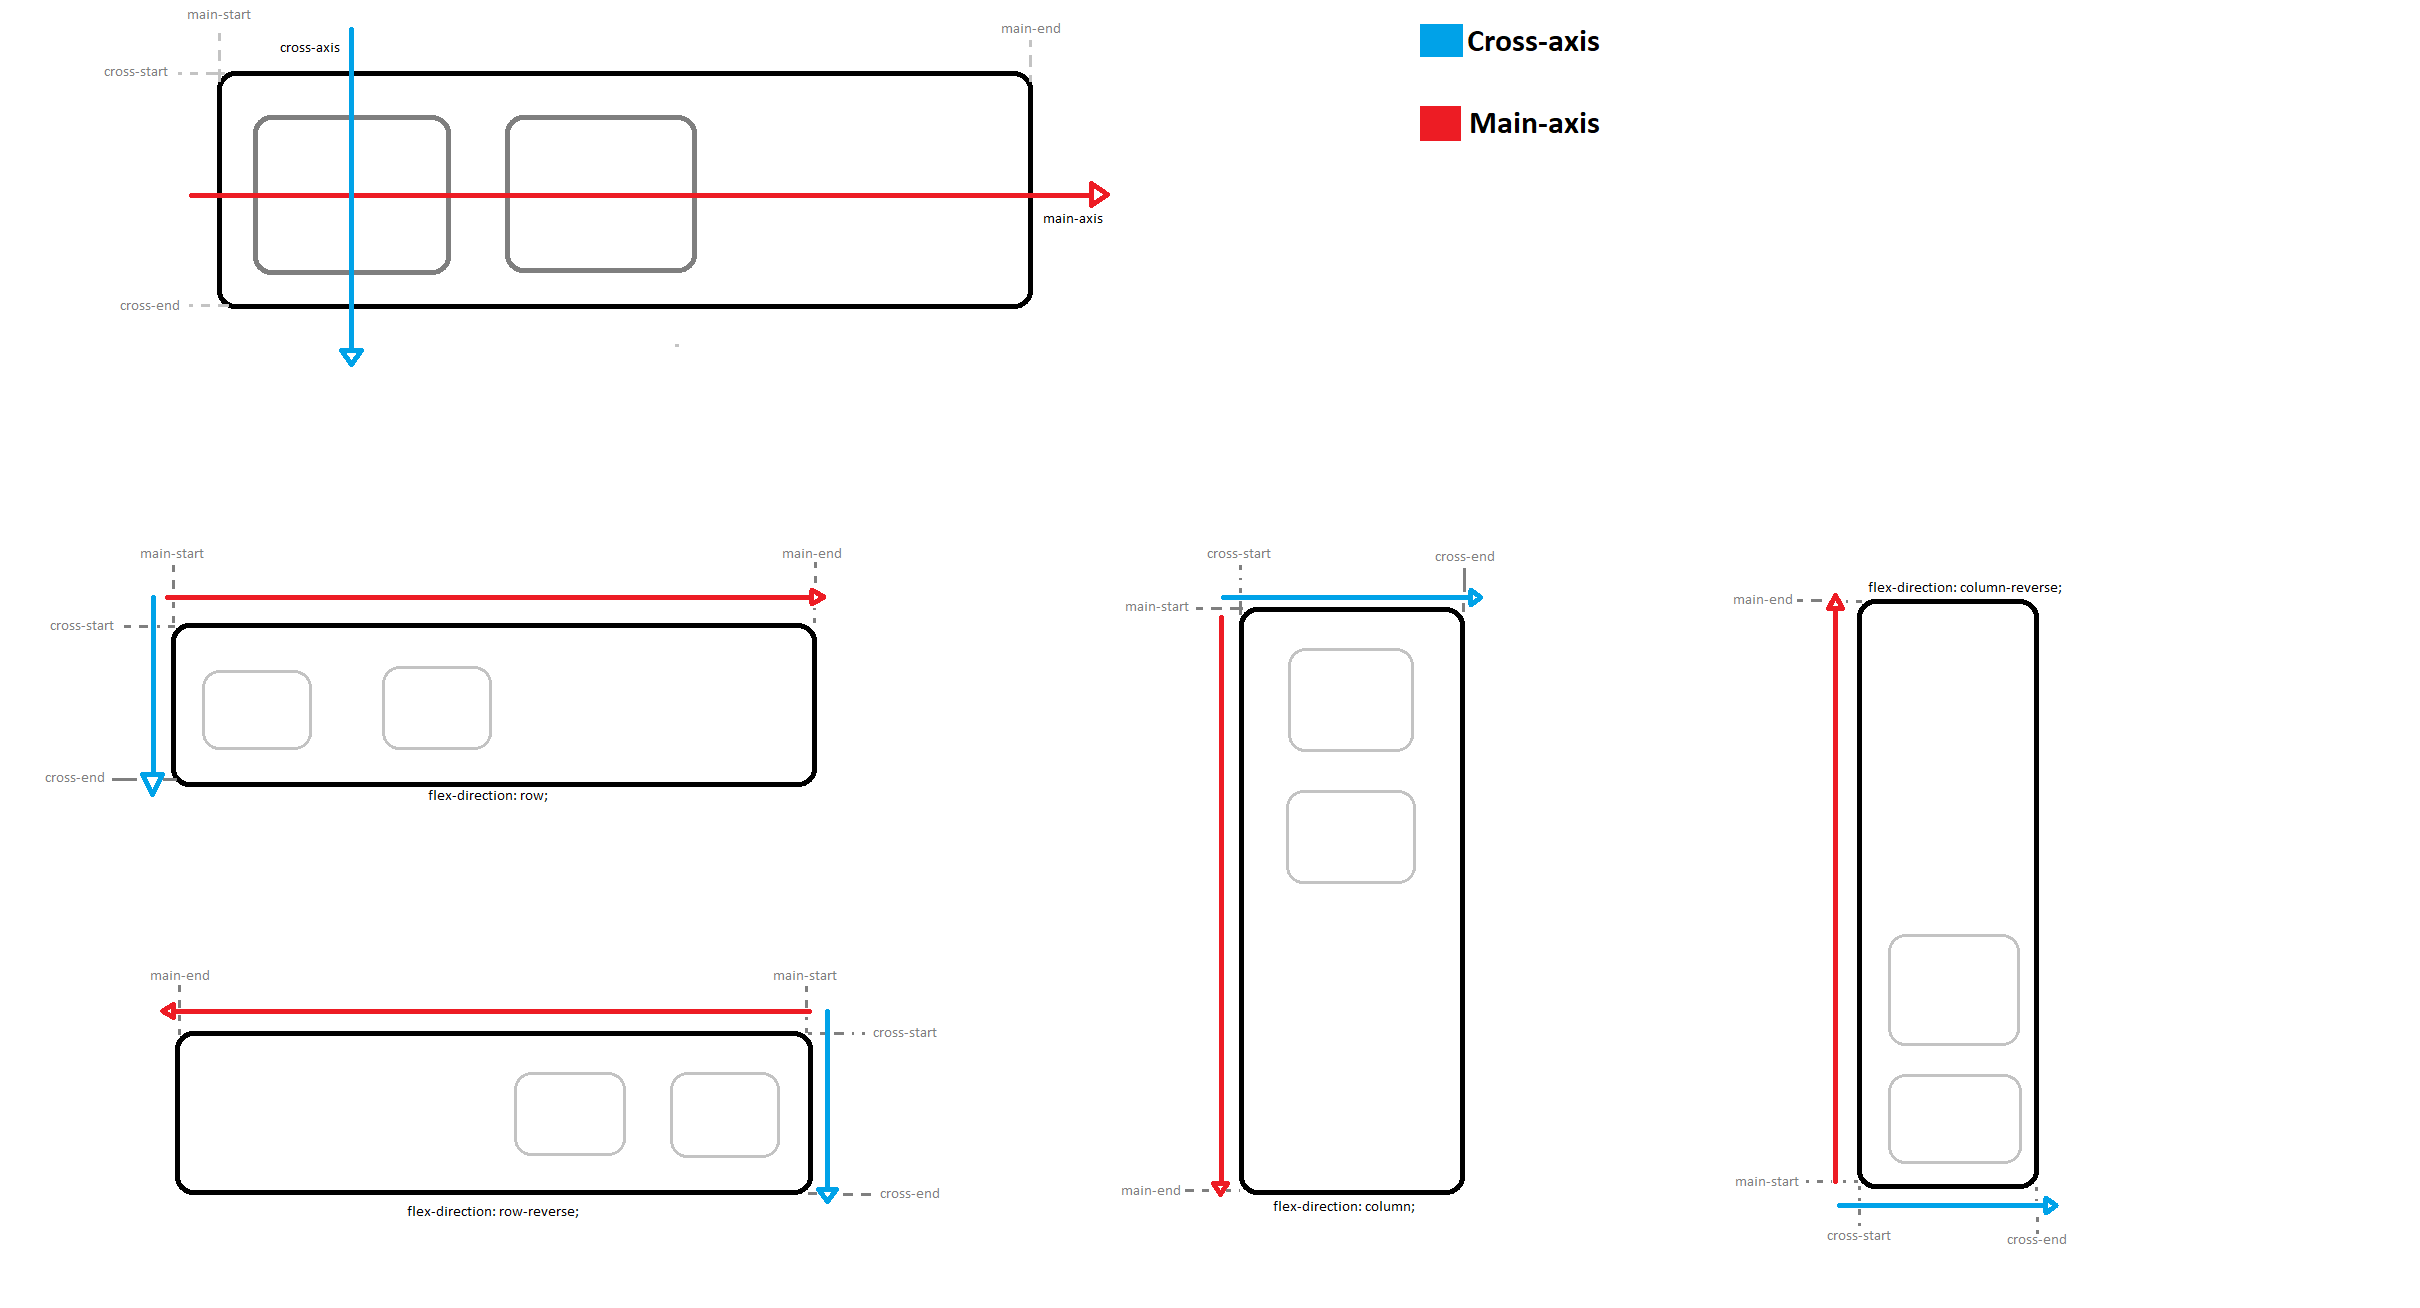 main-start
main-end
cross-axis
cross-start
main-axis
cross-end
Cross-axis
Main-axis
main-start
main-end
cross-start
cross-end
flex-direction: row;
main-end
main-start
cross-start
cross-end
flex-direction: row-reverse;
cross-start
cross-end
main-start
main-end
flex-direction: column;
flex-direction: column-reverse;
main-end
main-start
cross-start
cross-end